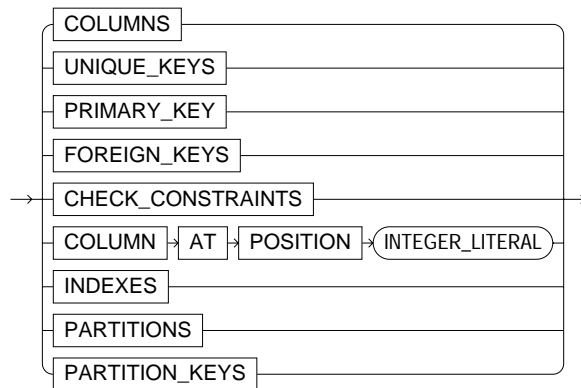 COLUMNS
UNIQUE_KEYS
PRIMARY_KEY
FOREIGN_KEYS
CHECK_CONSTRAINTS
COLUMN AT POSITION INTEGER_LITERAL
INDEXES
PARTITIONS
PARTITION_KEYS